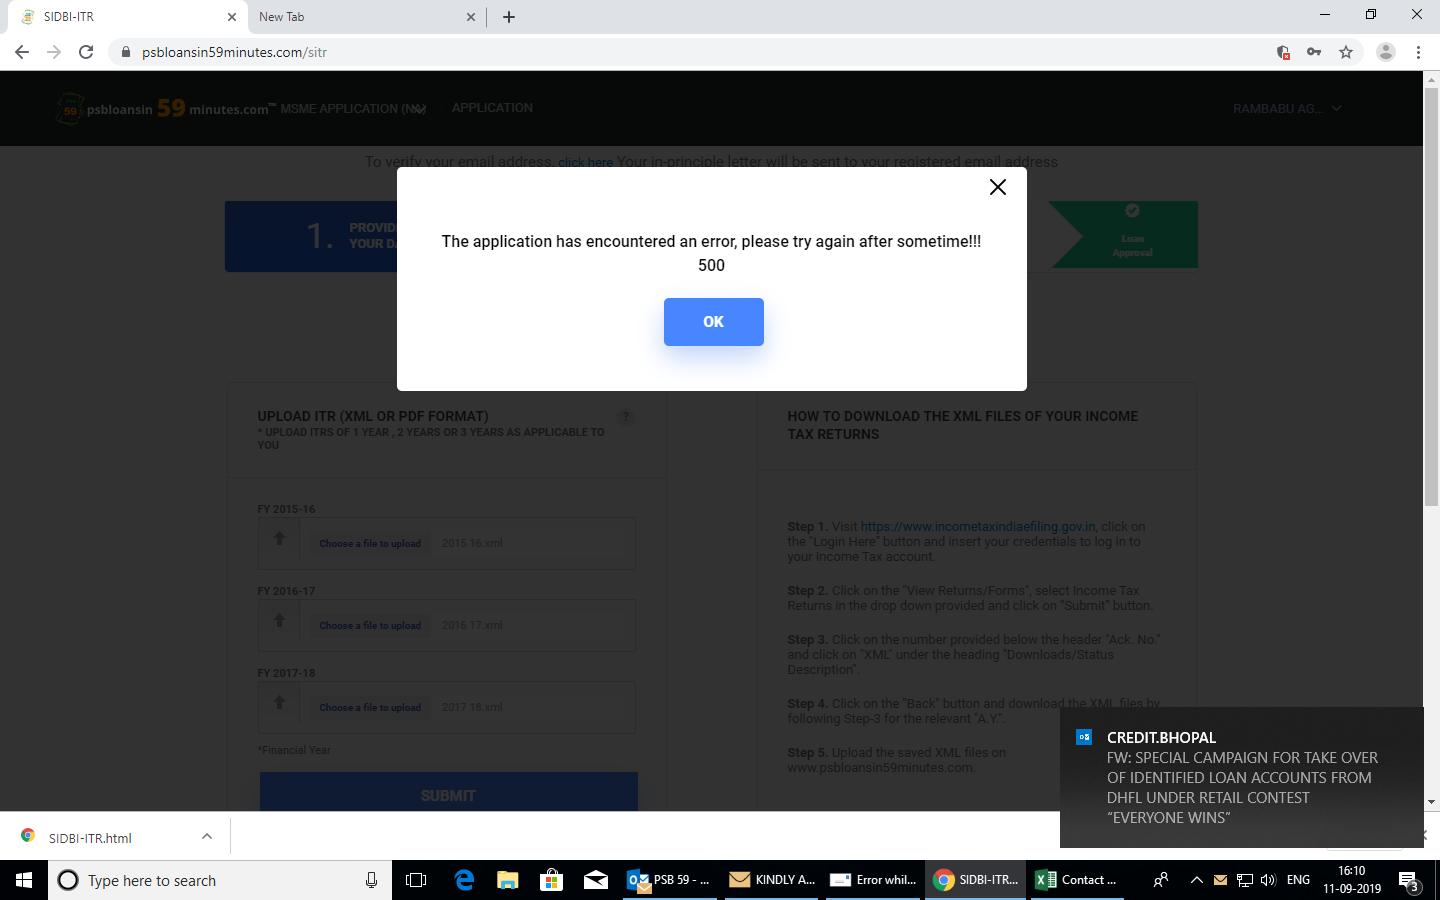 SIDBI-ITR
New Tab
psbloansin59minutes.com/sitr
psbloansin 59 minutes.com™ MSME APPLICATION
APPLICATION
RAMBABU AG...
To verify your email address, click here Your in-principle letter will be sent to your registered email address
1.
PROVID
YOUR DA
Loan
Approval
The application has encountered an error, please try again after sometime!!!
500
OK
UPLOAD ITR (XML OR PDF FORMAT)
?
* UPLOAD ITRS OF 1 YEAR , 2 YEARS OR 3 YEARS AS APPLICABLE TO
YOU
FY 2015-16
Choose a file to upload 2015 16.xml
FY 2016-17
Choose a file to upload 2016 17.xml
FY 2017-18
Choose a file to upload 2017 18.xml
*Financial Year
SUBMIT
HOW TO DOWNLOAD THE XML FILES OF YOUR INCOME
TAX RETURNS
Step 1. Visit https://www.incometaxindiaefiling.gov.in, click on
the "Login Here" button and insert your credentials to log in to
your Income Tax account.
Step 2. Click on the "View Returns/Forms", select Income Tax
Returns in the drop down provided and click on "Submit" button.
Step 3. Click on the number provided below the header "Ack. No."
and click on "XML" under the heading "Downloads/Status
Description".
Step 4. Click on the "Back" button and download the XML files by
following Step-3 for the relevant "A.Y.".
Step 5. Upload the saved XML files on
www.psbloansin59minutes.com.
CREDIT.BHOPAL
FW: SPECIAL CAMPAIGN FOR TAKE OVER
OF IDENTIFIED LOAN ACCOUNTS FROM
DHFL UNDER RETAIL CONTEST
“EVERYONE WINS”
SIDBI-ITR.html
Type here to search
PSB 59 - ...
KINDLY A...
Error whil...
SIDBI-ITR...
Contact ...
ENG
16:10
11-09-2019
3